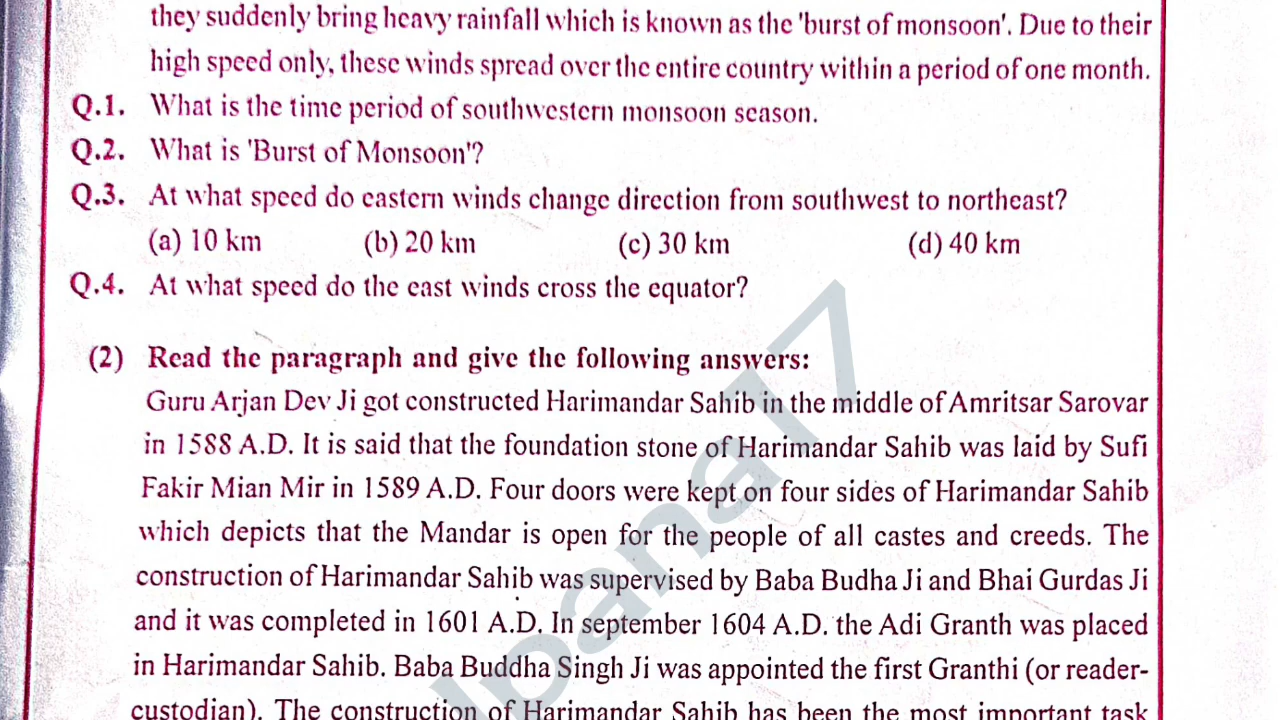 they suddenly bring heavy rainfall which is known as the 'burst of monsoon'. Due to their
high speed only, these winds spread over the entire country within a period of one month.
Q.1. What is the time period of southwestern monsoon season.
Q.2. What is 'Burst of Monsoon'?
Q.3. At what speed do eastern winds change direction from southwest to northeast?
(a) 10 km (b) 20 km (c) 30 km (d) 40 km
Q.4. At what speed do the east winds cross the equator?
(2) Read the paragraph and give the following answers:
Guru Arjan Dev Ji got constructed Harimandar Sahib in the middle of Amritsar Sarovar
in 1588 A.D. It is said that the foundation stone of Harimandar Sahib was laid by Sufi
Fakir Mian Mir in 1589 A.D. Four doors were kept on four sides of Harimandar Sahib
which depicts that the Mandar is open for the people of all castes and creeds. The
construction of Harimandar Sahib was supervised by Baba Budha Ji and Bhai Gurdas Ji
and it was completed in 1601 A.D. In september 1604 A.D. the Adi Granth was placed
in Harimandar Sahib. Baba Buddha Singh Ji was appointed the first Granthi (or reader-
custodian). The construction of Harimandar Sahib has been the most important task